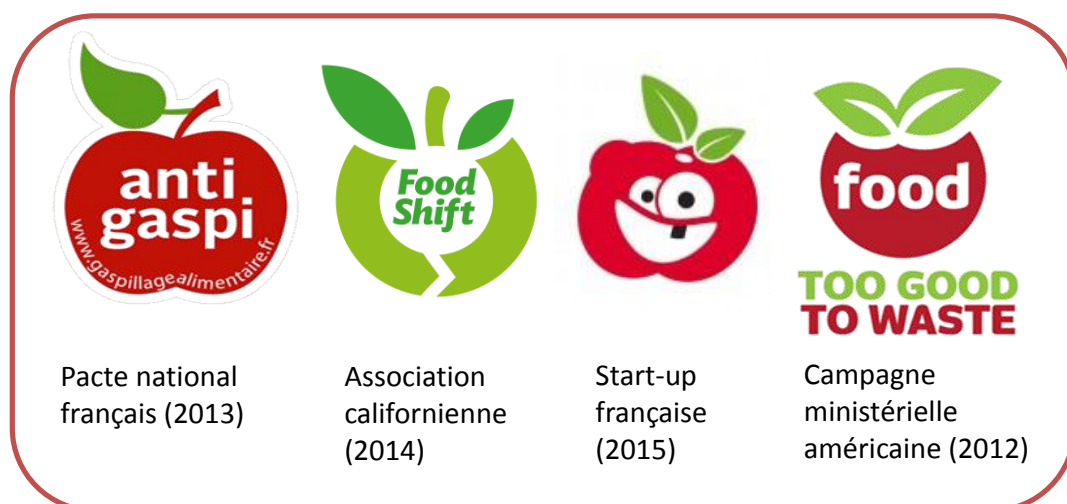 anti
gaspi
www.gaspillagealimentaire.fr
Food
Shift
food
TOO GOOD
TO WASTE
Pacte national
français (2013)
Association
californienne
(2014)
Start-up
française
(2015)
Campagne
ministérielle
américaine (2012)